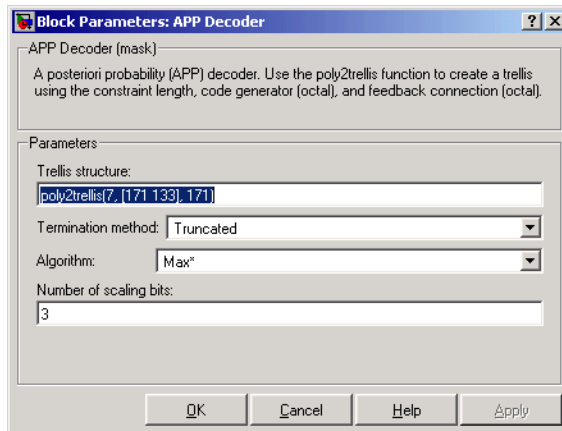 Block Parameters: APP Decoder
APP Decoder (mask)
A posteriori probability (APP) decoder. Use the poly2trellis function to create a trellis
using the constraint length, code generator (octal), and feedback connection (octal).
Parameters
Trellis structure:
poly2trellis(7, [171 133], 171)
Termination method: Truncated
Algorithm: Max*
Number of scaling bits:
3
OK Cancel Help Apply